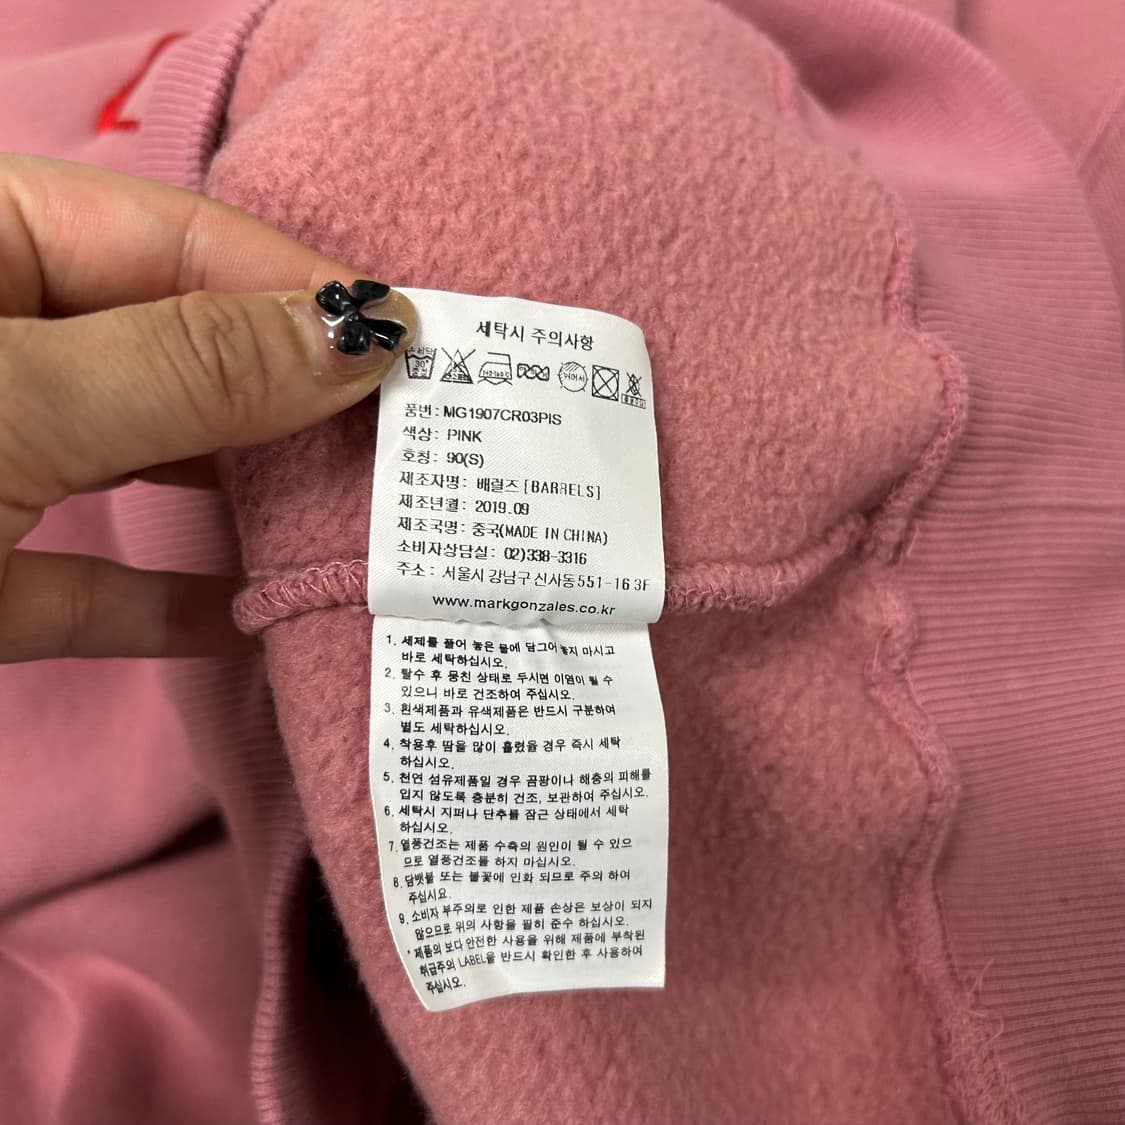 세탁시 주의사항
30°
품번: MG1907CR03PIS
색상: PINK
호칭: 90(S)
제조자명: 배럴즈 [BARRELS]
제조년월: 2019.09
제조국명: 중국(MADE IN CHINA)
소비자상담실: 02)338-3316
주소: 서울시 강남구 신사동 551-16 3F
www.markgonzales.co.kr
1. 세제를 풀어 놓은 물에 담그어 놓지 마시고
바로 세탁하십시오.
2. 탈수 후 뭉친 상태로 두시면 이염이 될 수
있으니 바로 건조하여 주십시오.
3. 흰색제품과 유색제품은 반드시 구분하여
별도 세탁하십시오.
4. 착용후 땀을 많이 흘렸을 경우 즉시 세탁
하십시오.
5. 천연 섬유제품일 경우 곰팡이나 해충의 피해를
입지 않도록 충분히 건조, 보관하여 주십시오.
6. 세탁시 지퍼나 단추를 잠근 상태에서 세탁
하십시오.
7. 열풍건조는 제품 수축의 원인이 될 수 있으
므로 열풍건조를 하지 마십시오.
8. 담뱃불 또는 불꽃에 인화 되므로 주의 하여
주십시요.
9. 소비자 부주의로 인한 제품 손상은 보상이 되지
않으므로 위의 사항을 필히 준수 하십시오.
* 제품의 보다 안전한 사용을 위해 제품에 부착된
취급주의 LABEL을 반드시 확인한 후 사용하여
주십시오.